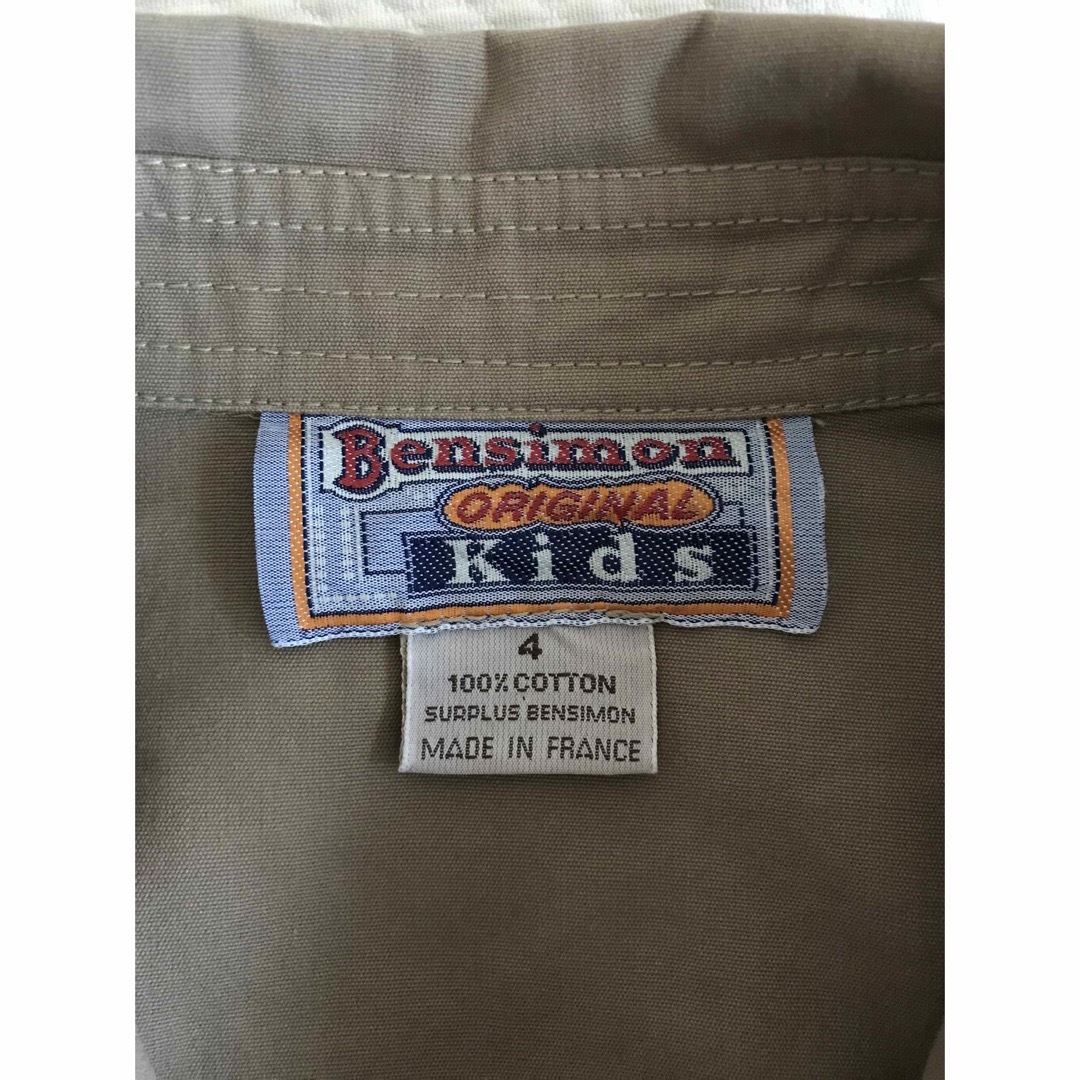 Bensimon
ORIGINAL
Kids
4
100% COTTON
SURPLUS BENSIMON
MADE IN FRANCE